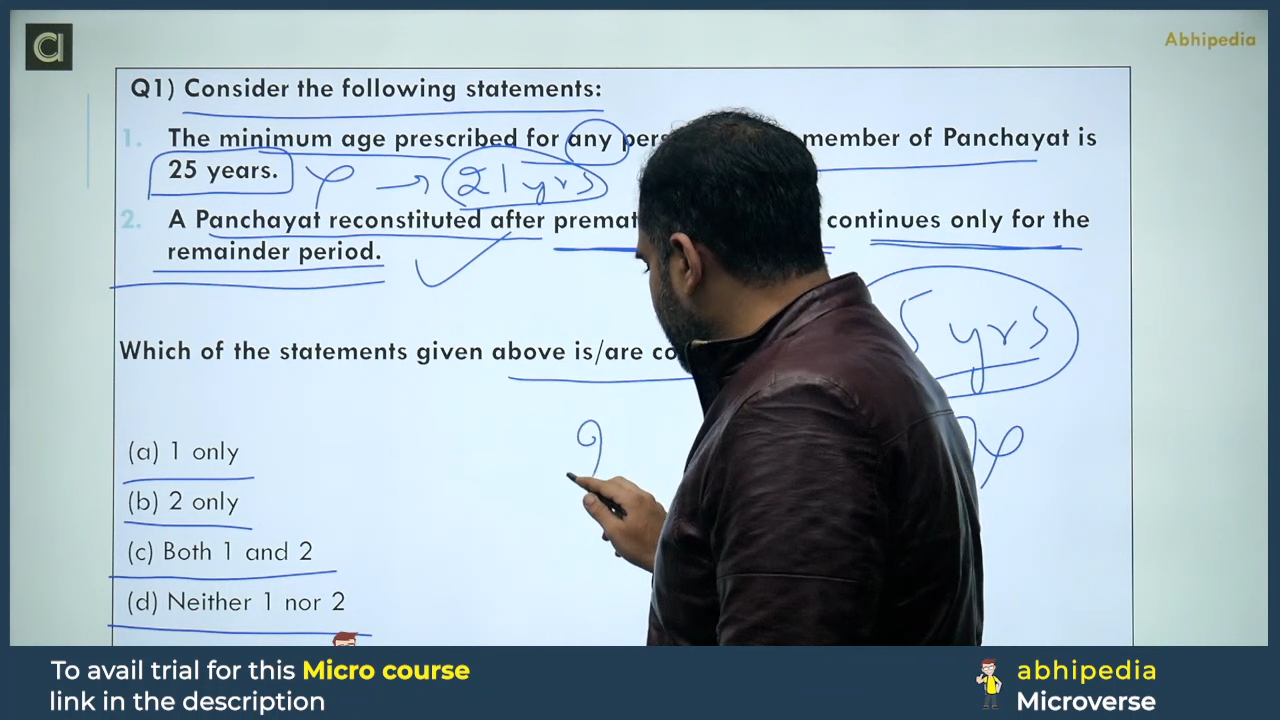 Abhipedia
Q1) Consider the following statements:
1. The minimum age prescribed for any member of Panchayat is
25 years. → 21 yrs
2. A Panchayat reconstituted after continues only for the
remainder period.
5 yrs
Which of the statements given above is/are
(a) 1 only
9
(b) 2 only
(c) Both 1 and 2
(d) Neither 1 nor 2
To avail trial for this Micro course
link in the description
abhipedia
Microverse